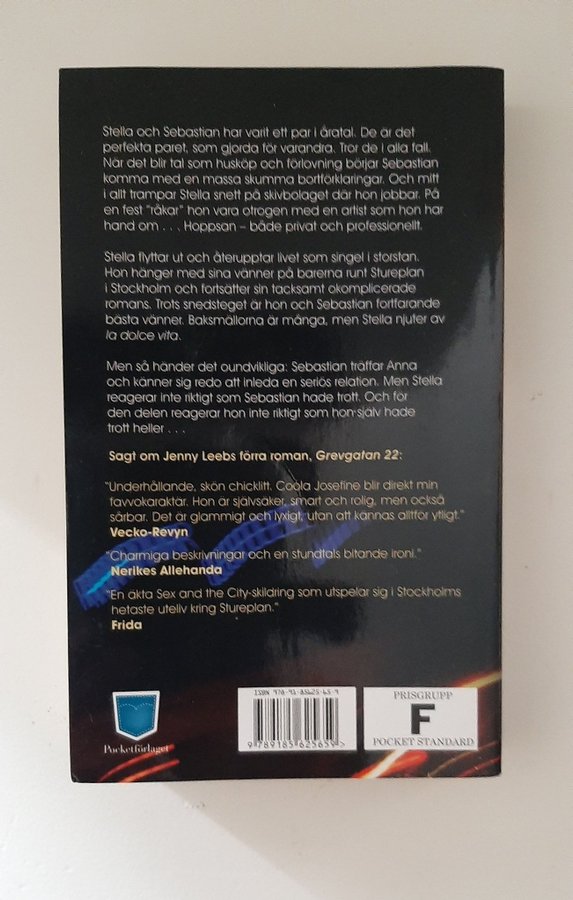 Stella och Sebastian har varit ett par i åratal. De är det
perfekta paret, som gjorda för varandra. Tror de i alla fall.
När det blir tal som husköp och förlovning börjar Sebastian
komma med en massa skumma bortförklaringar. Och mitt
i allt trampar Stella snett på skivbolaget där hon jobbar. På
en fest "råkar" hon vara otrogen med en artist som hon har
hand om . . . Hoppsan – både privat och professionellt.
Stella flyttar ut och återupptar livet som singel i storstan.
Hon hänger med sina vänner på barerna runt Stureplan
i Stockholm och fortsätter sin tacksamt okomplicerade
romans. Trots snedsteget är hon och Sebastian fortfarande
bästa vänner. Baksmällorna är många, men Stella njuter av
la dolce vita.
Men så händer det oundvikliga: Sebastian träffar Anna
och känner sig redo att inleda en seriös relation. Men Stella
reagerar inte riktigt som Sebastian hade trott. Och för
den delen reagerar hon inte riktigt som hon själv hade
trott heller . . .
Sagt om Jenny Leebs förra roman, Grevgatan 22:
"Underhållande, skön chicklitt. Coola Josefine blir direkt min
favvokaraktär. Hon är självsäker, smart och rolig, men också
sårbar. Det är glammigt och lyxigt, utan att kännas alltför ytligt."
Vecko-Revyn
"Charmiga beskrivningar och en stundtals bitande ironi."
Nerikes Allehanda
"En äkta Sex and the City-skildring som utspelar sig i Stockholms
hetaste uteliv kring Stureplan."
Frida
Pocketförlaget
ISBN 978-91-85625-65-9
9 789185 625659 >
PRISGRUPP
F
POCKET STANDARD